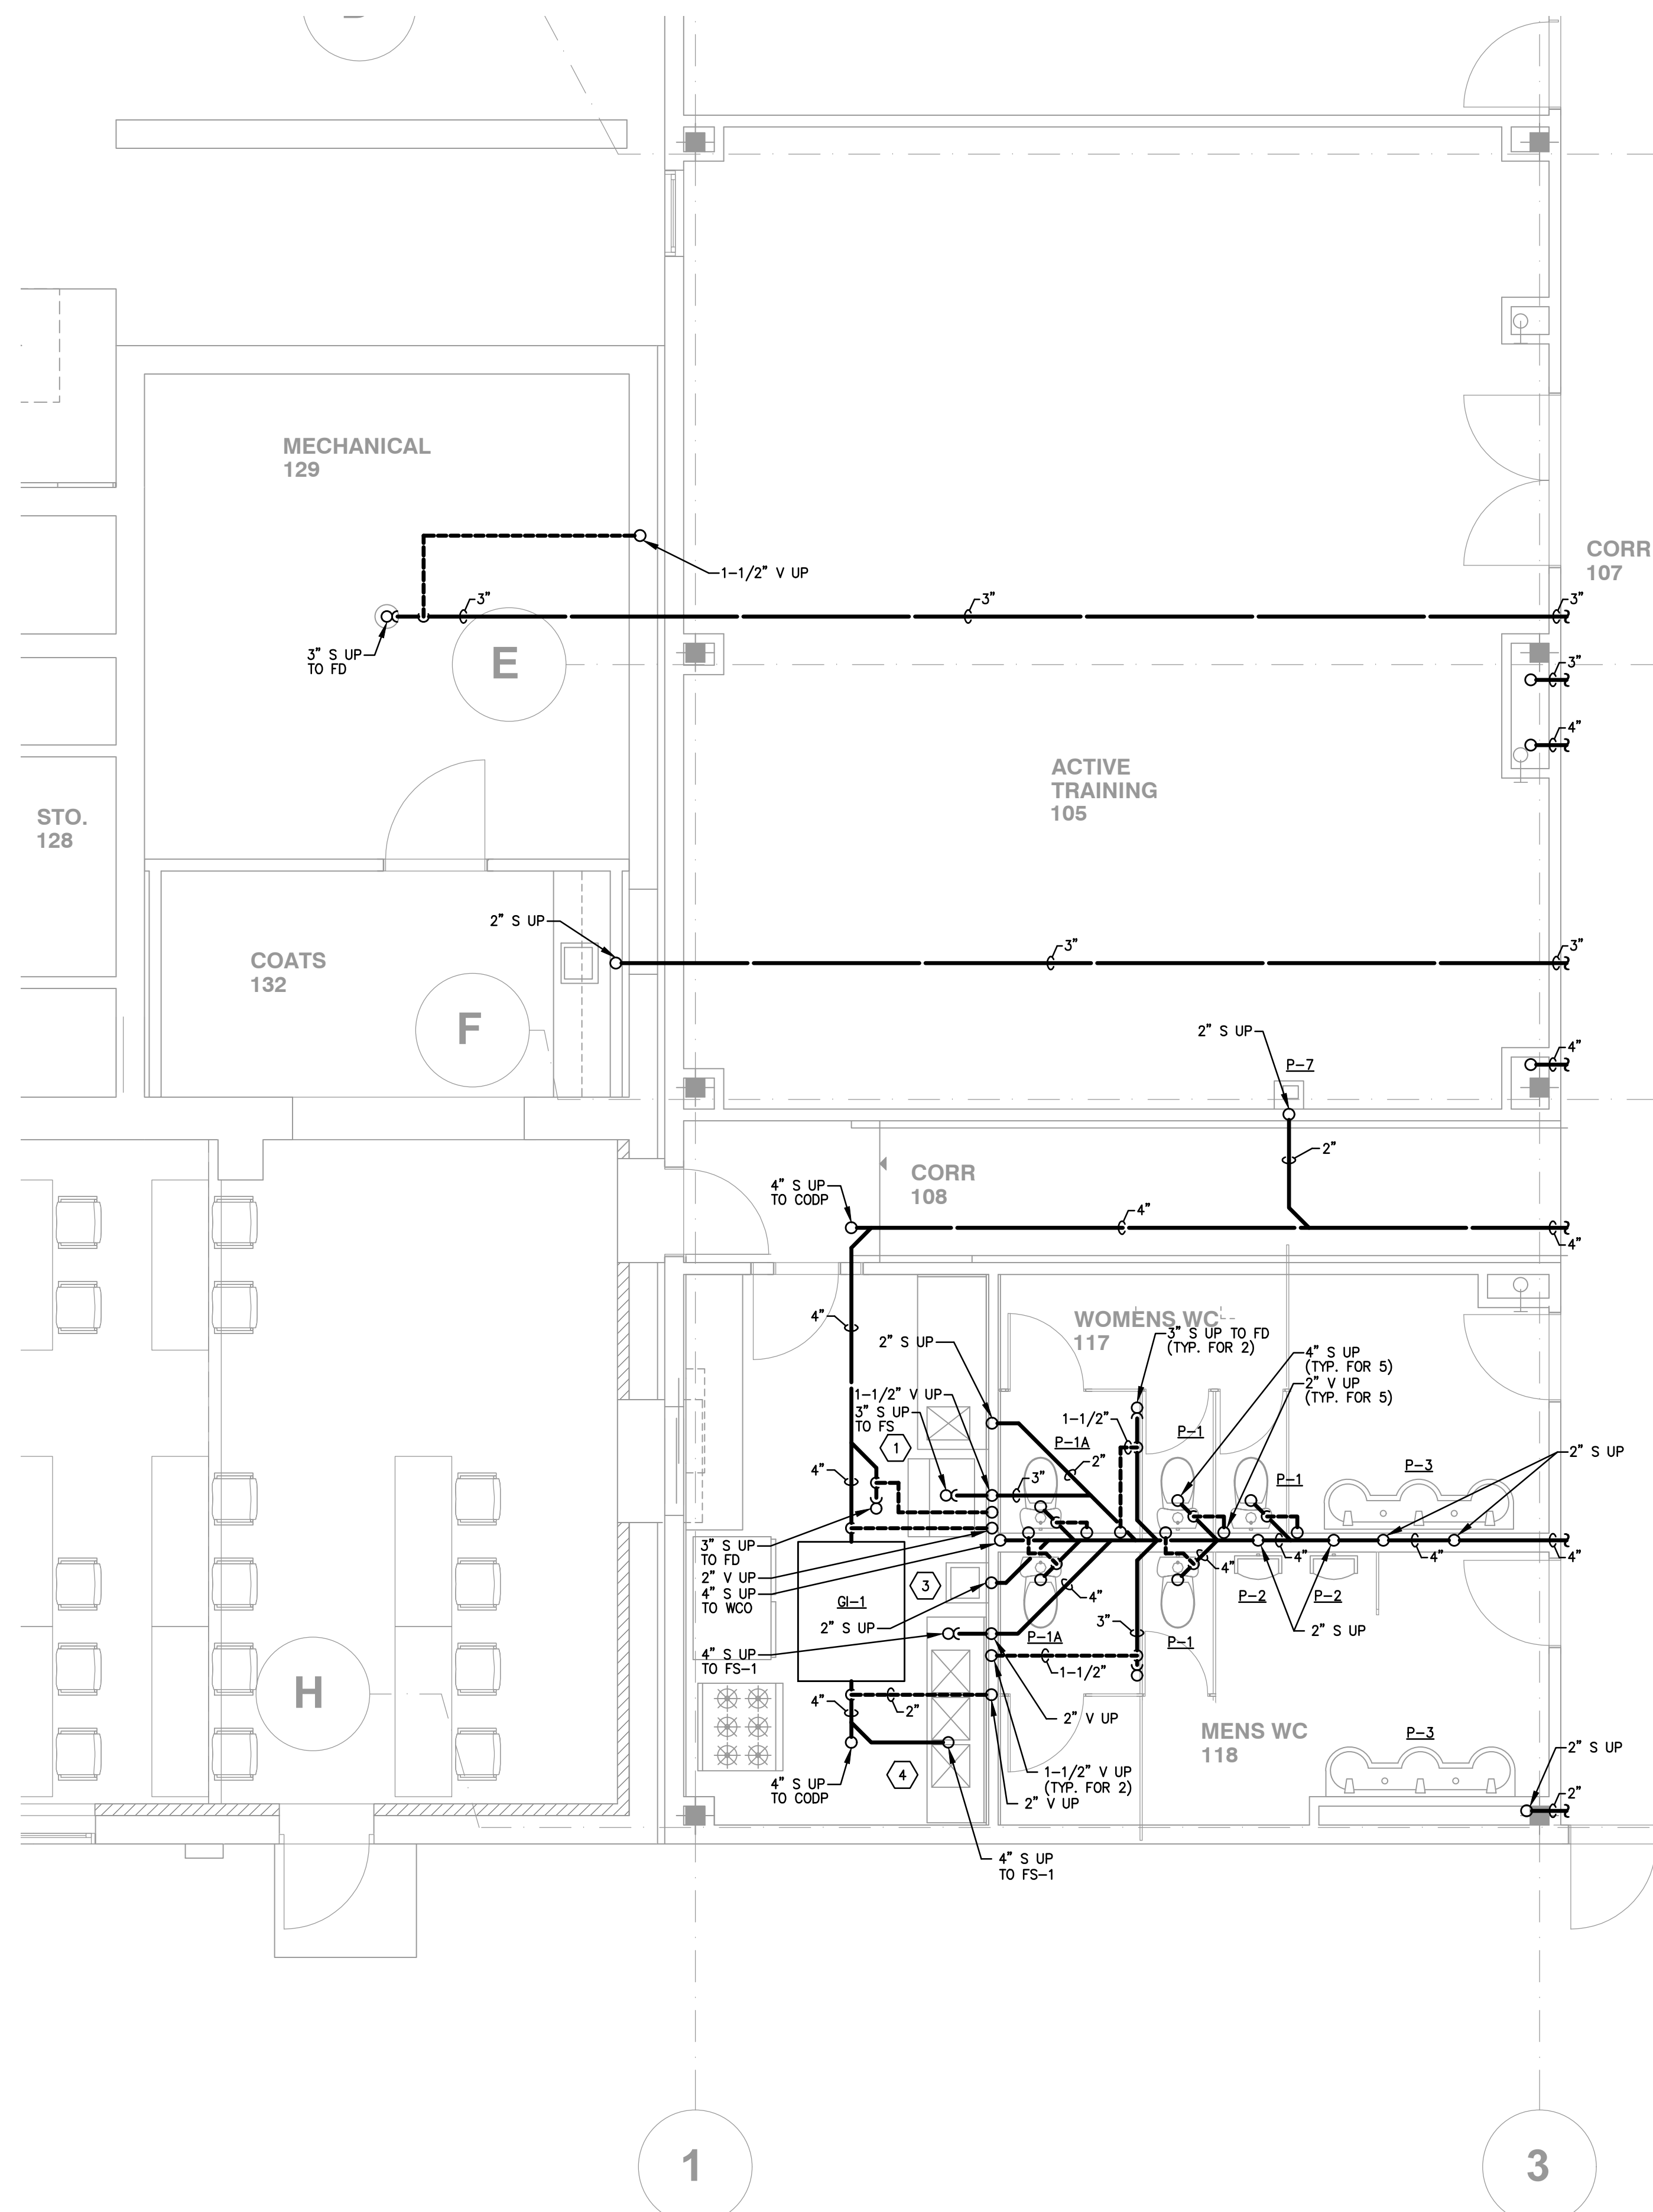 MECHANICAL
129
CORR
107
1-1/2" V UP
3"
3"
3"
3" S UP
TO FD
E
3"
4"
ACTIVE
TRAINING
105
STO.
128
2" S UP
3"
3"
COATS
132
F
2" S UP
P-7
4"
2"
4" S UP
TO CODP
CORR
108
4"
4"
4"
WOMENS WC
117
2" S UP
3" S UP TO FD
(TYP. FOR 2)
4" S UP
(TYP. FOR 5)
2" V UP
(TYP. FOR 5)
1-1/2" V UP
3" S UP
TO FS
1
1-1/2"
P-1A
P-1
2"
3"
4"
P-1
P-3
2" S UP
3" S UP
TO FD
2" V UP
4" S UP
TO WCO
3
GI-1
2" S UP
4"
4"
4"
4"
4"
P-2
P-2
2" S UP
3"
P-1A
P-1
4" S UP
TO FS-1
1-1/2"
4"
2"
2" V UP
MENS WC
118
P-3
2" S UP
H
4" S UP
TO CODP
4
1-1/2" V UP
(TYP. FOR 2)
2" V UP
2"
4" S UP
TO FS-1
1
3